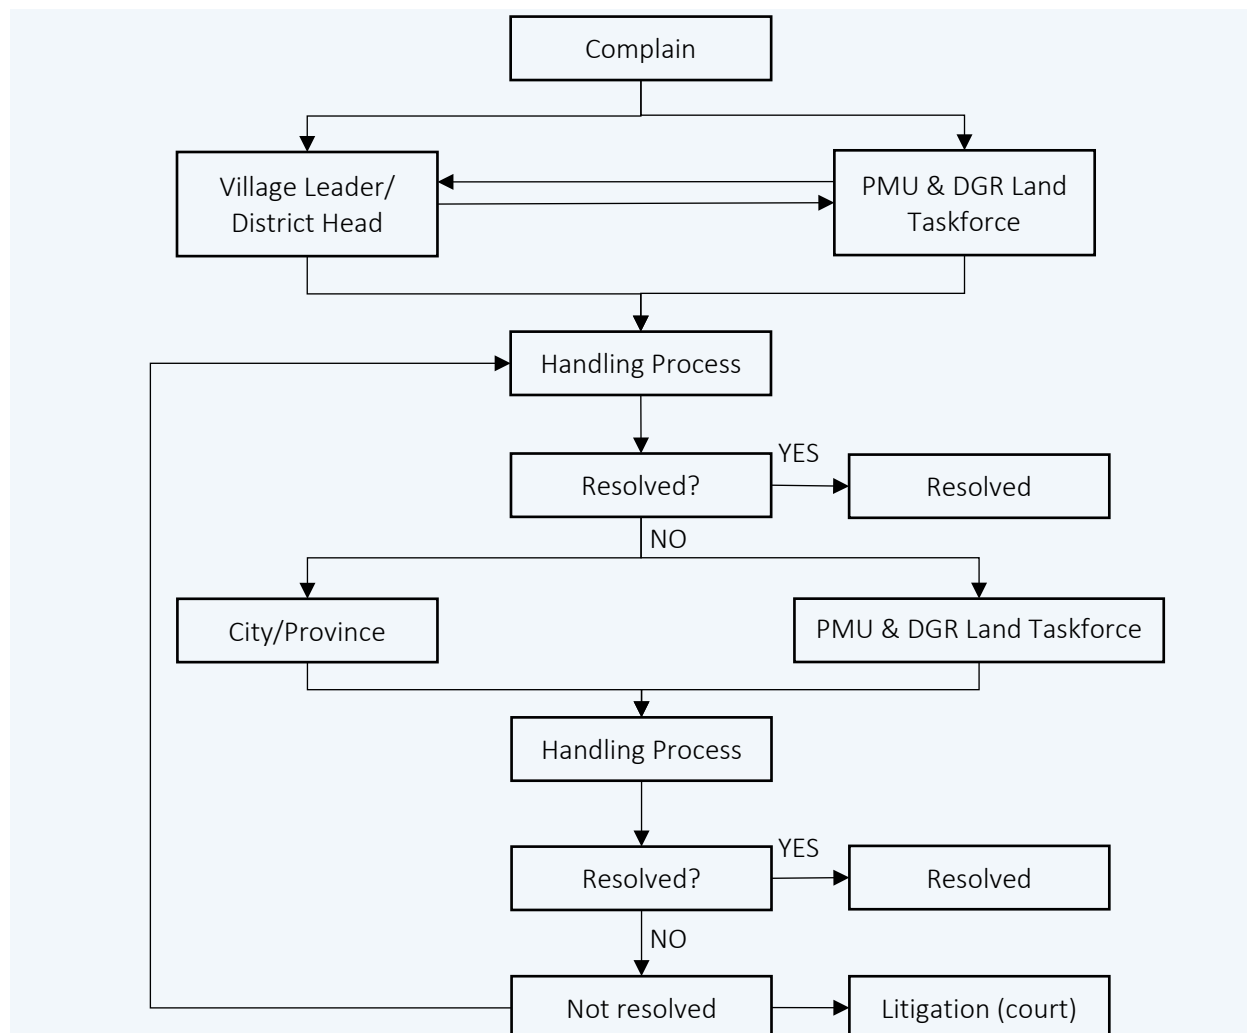 Complain
Village Leader/
District Head
PMU & DGR Land
Taskforce
Handling Process
Resolved?
YES
Resolved
NO
City/Province
PMU & DGR Land Taskforce
Handling Process
Resolved?
YES
Resolved
NO
Not resolved
Litigation (court)